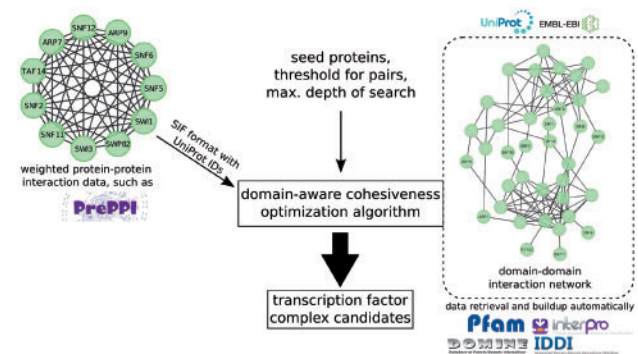 SNF12
ARP9
SNF6
SNF5
SWI1
SWP82
SWI3
SNF11
SNF2
TAF14
ARP7
weighted protein-protein
interaction data, such as
PrePPI
SIF format with
UniProt IDs
seed proteins,
threshold for pairs,
max. depth of search
domain-aware cohesiveness
optimization algorithm
transcription factor
complex candidates
UniProt
EMBL-EBI
domain-domain
interaction network
data retrieval and buildup automatically
Pfam
interpro
DOMINE
IDDI